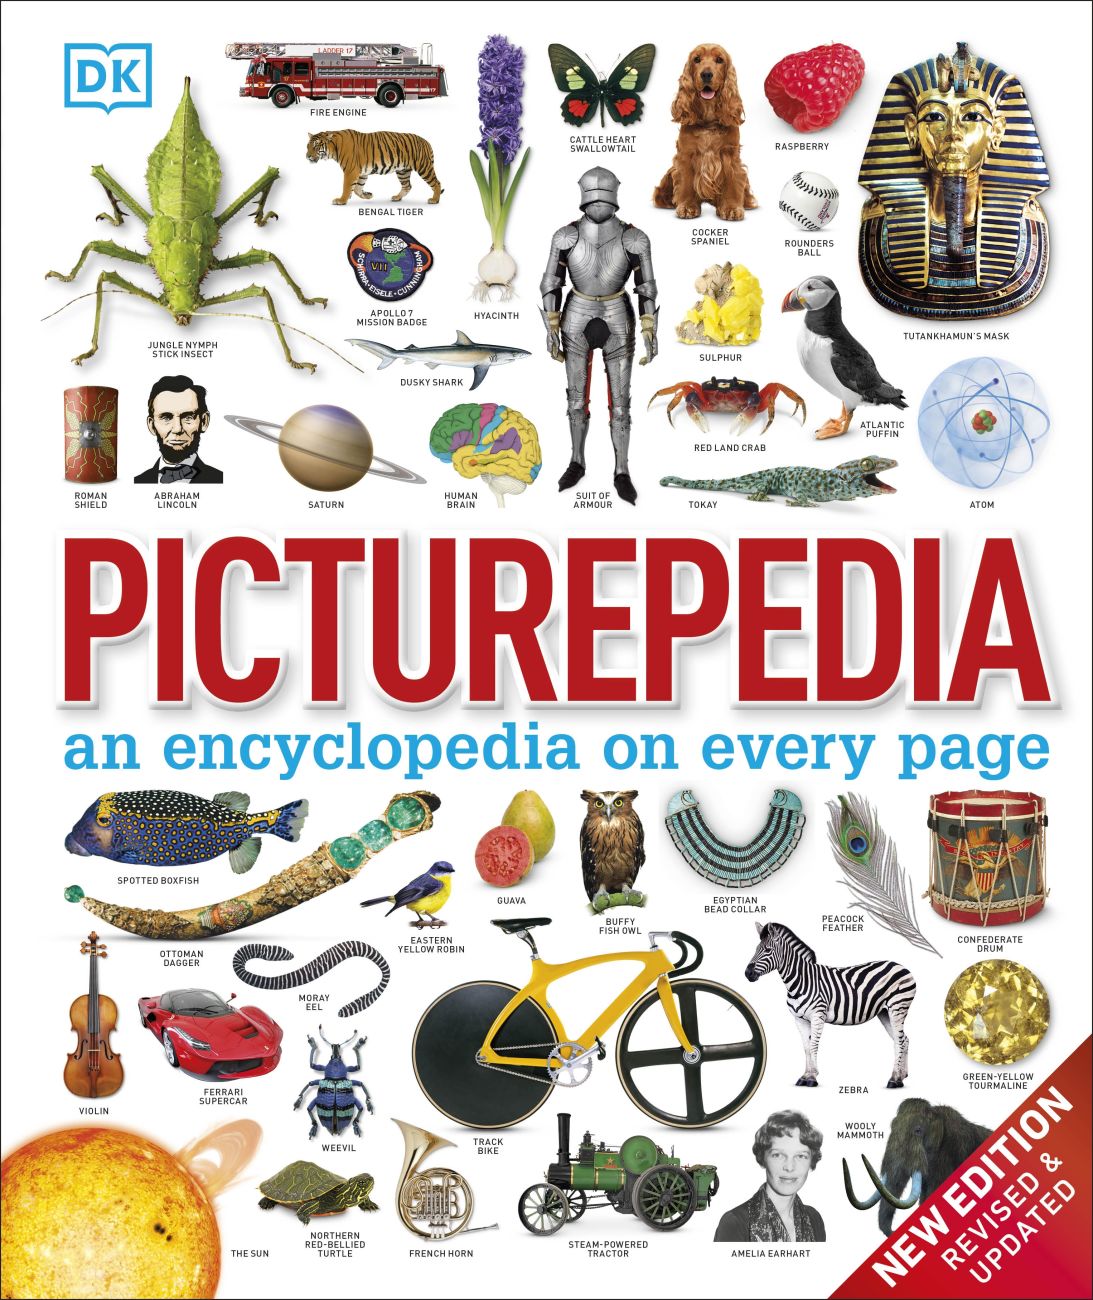 DK
LADDER 17
FIRE ENGINE
CATTLE HEART
SWALLOWTAIL
RASPBERRY
BENGAL TIGER
COCKER
SPANIEL
ROUNDERS
BALL
VII
SCHIRRA·EISELE·CUNNINGHAM
APOLLO 7
MISSION BADGE
HYACINTH
TUTANKHAMUN'S MASK
JUNGLE NYMPH
STICK INSECT
SULPHUR
DUSKY SHARK
ATLANTIC
PUFFIN
RED LAND CRAB
ROMAN
SHIELD
ABRAHAM
LINCOLN
SATURN
HUMAN
BRAIN
SUIT OF
ARMOUR
TOKAY
ATOM
PICTUREPEDIA
an encyclopedia on every page
SPOTTED BOXFISH
GUAVA
BUFFY
FISH OWL
EGYPTIAN
BEAD COLLAR
PEACOCK
FEATHER
CONFEDERATE
DRUM
OTTOMAN
DAGGER
EASTERN
YELLOW ROBIN
MORAY
EEL
VIOLIN
FERRARI
SUPERCAR
ZEBRA
GREEN-YELLOW
TOURMALINE
WEEVIL
TRACK
BIKE
WOOLY
MAMMOTH
THE SUN
NORTHERN
RED-BELLIED
TURTLE
FRENCH HORN
STEAM-POWERED
TRACTOR
AMELIA EARHART
NEW EDITION
REVISED &
UPDATED